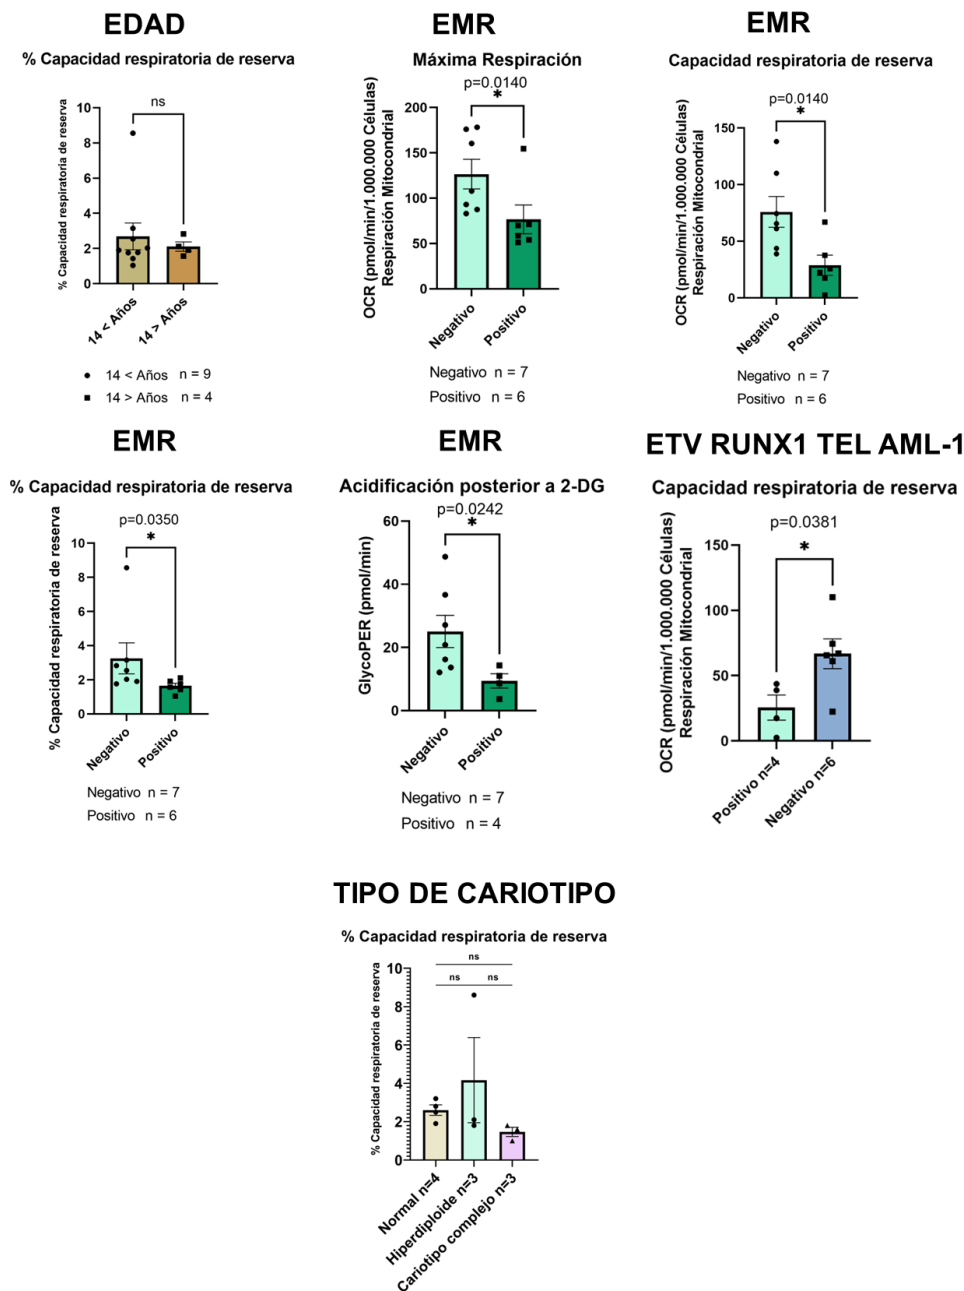 EDAD
% Capacidad respiratoria de reserva
ns
% Capacidad respiratoria de reserva
10
8
6
4
2
0
14 < Años
14 > Años
14 < Años n = 9
14 > Años n = 4
EMR
Máxima Respiración
p=0.0140
*
OCR (pmol/min/1.000.000 Células)
Respiración Mitocondrial
200
150
100
50
0
Negativo
Positivo
Negativo n = 7
Positivo n = 6
EMR
Capacidad respiratoria de reserva
p=0.0140
*
OCR (pmol/min/1.000.000 Células)
Respiración Mitocondrial
150
100
50
0
Negativo
Positivo
Negativo n = 7
Positivo n = 6
EMR
% Capacidad respiratoria de reserva
p=0.0350
*
% Capacidad respiratoria de reserva
10
8
6
4
2
0
Negativo
Positivo
Negativo n = 7
Positivo n = 6
EMR
Acidificación posterior a 2-DG
p=0.0242
*
GlycoPER (pmol/min)
60
40
20
0
Negativo
Positivo
Negativo n = 7
Positivo n = 4
ETV RUNX1 TEL AML-1
Capacidad respiratoria de reserva
p=0.0381
*
OCR (pmol/min/1.000.000 Células)
Respiración Mitocondrial
150
100
50
0
Positivo n=4
Negativo n=6
TIPO DE CARIOTIPO
% Capacidad respiratoria de reserva
ns
ns ns
% Capacidad respiratoria de reserva
10
8
6
4
2
0
Normal n=4
Hiperdiploide n=3
Cariotipo complejo n=3